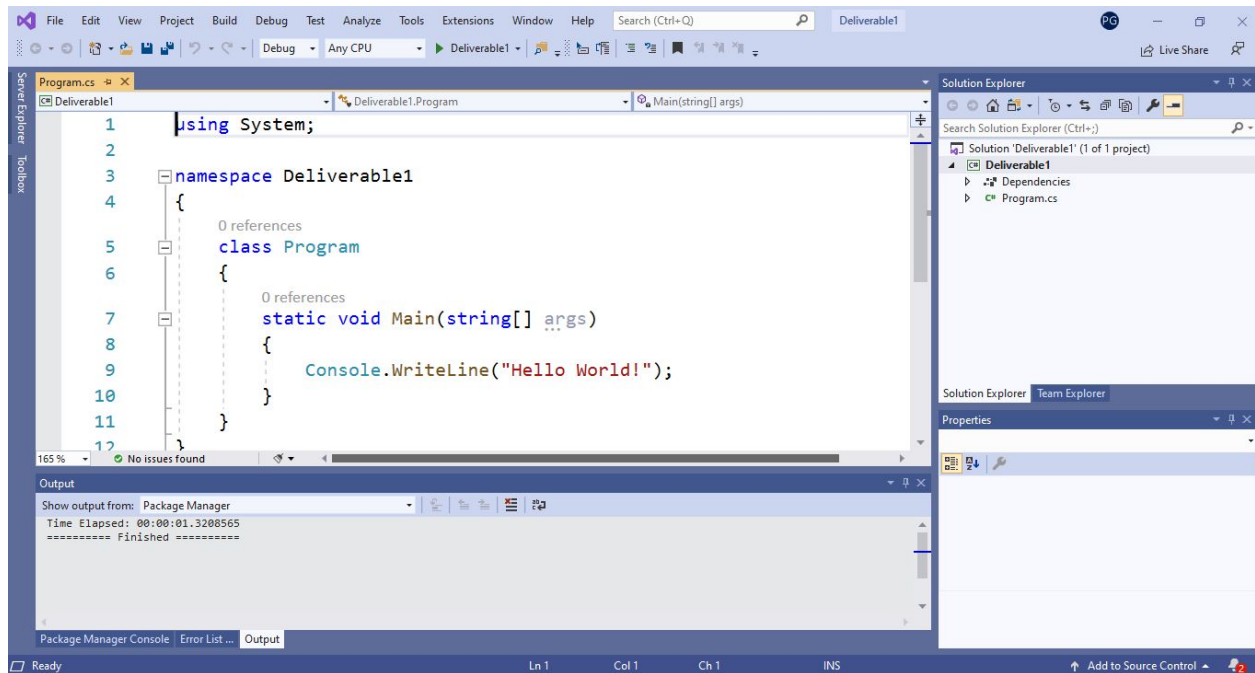 File Edit View Project Build Debug Test Analyze Tools Extensions Window Help Search (Ctrl+Q) Deliverable1 PG
Debug Any CPU Deliverable1 Live Share
Server Explorer
Toolbox
Program.cs
C# Deliverable1 Deliverable1.Program Main(string[] args)
1 using System;
2
3 namespace Deliverable1
4 {
0 references
5 class Program
6 {
0 references
7 static void Main(string[] args)
8 {
9 Console.WriteLine("Hello World!");
10 }
11 }
12 }
165 % No issues found
Output
Show output from: Package Manager
Time Elapsed: 00:00:01.3208565
========== Finished ==========
Package Manager Console Error List ... Output
Solution Explorer
Search Solution Explorer (Ctrl+;)
Solution 'Deliverable1' (1 of 1 project)
C# Deliverable1
Dependencies
C# Program.cs
Solution Explorer Team Explorer
Properties
Ready Ln 1 Col 1 Ch 1 INS Add to Source Control 2